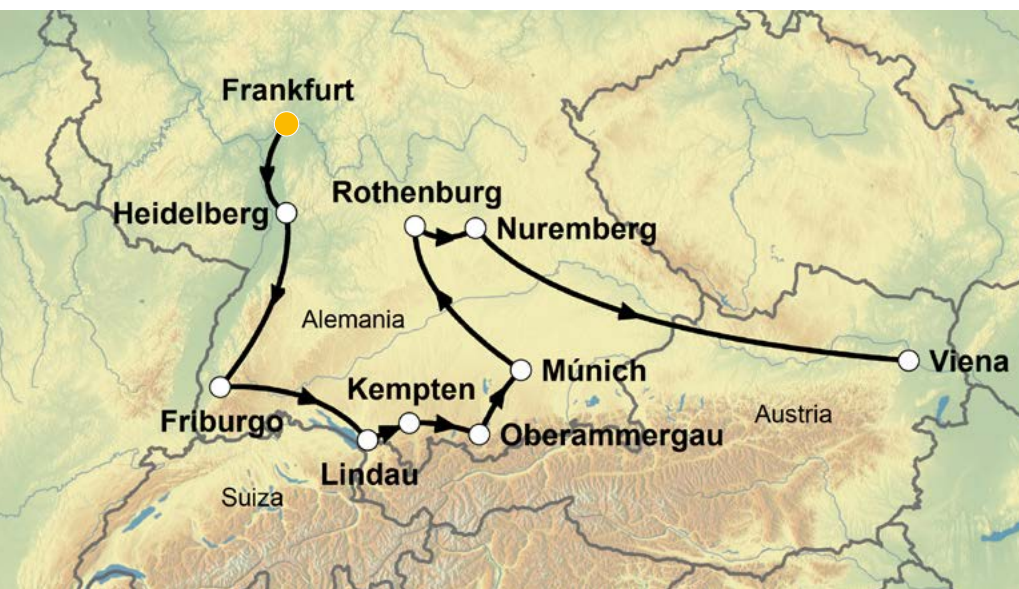 Frankfurt
Rothenburg
Heidelberg
Nuremberg
Alemania
Viena
Múnich
Kempten
Austria
Friburgo
Oberammergau
Lindau
Suiza